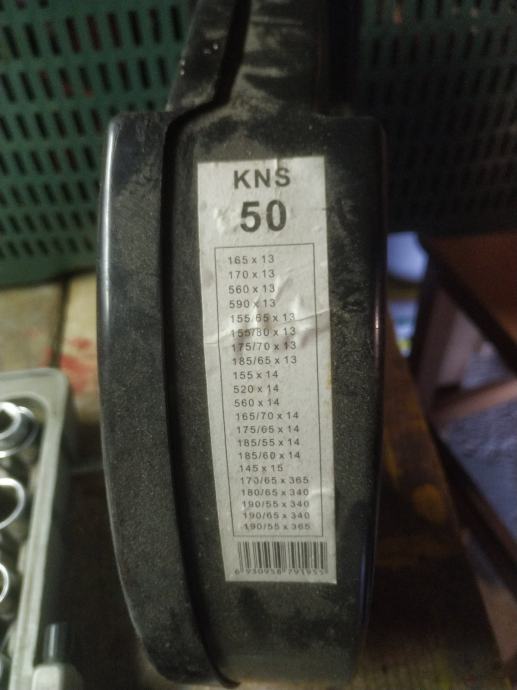 KNS
50
165 x 13
170 x 13
560 x 13
590 x 13
155/65 x 13
155/80 x 13
175/70 x 13
185/65 x 13
155 x 14
520 x 14
560 x 14
165/70 x 14
175/65 x 14
185/55 x 14
185/60 x 14
145 x 15
170/65 x 365
180/65 x 340
190/55 x 340
190/65 x 340
190/55 x 365
6 930958 791955